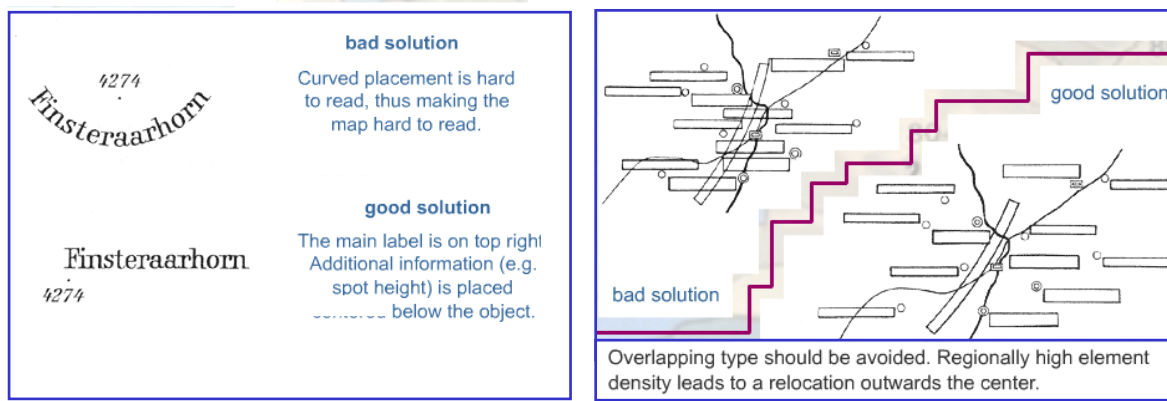 bad solution
4274
Finsteraarhorn
Curved placement is hard
to read, thus making the
map hard to read.
good solution
Finsteraarhorn
4274
The main label is on top right
Additional information (e.g.
spot height) is placed
centered below the object.
good solution
bad solution
Overlapping type should be avoided. Regionally high element
density leads to a relocation outwards the center.